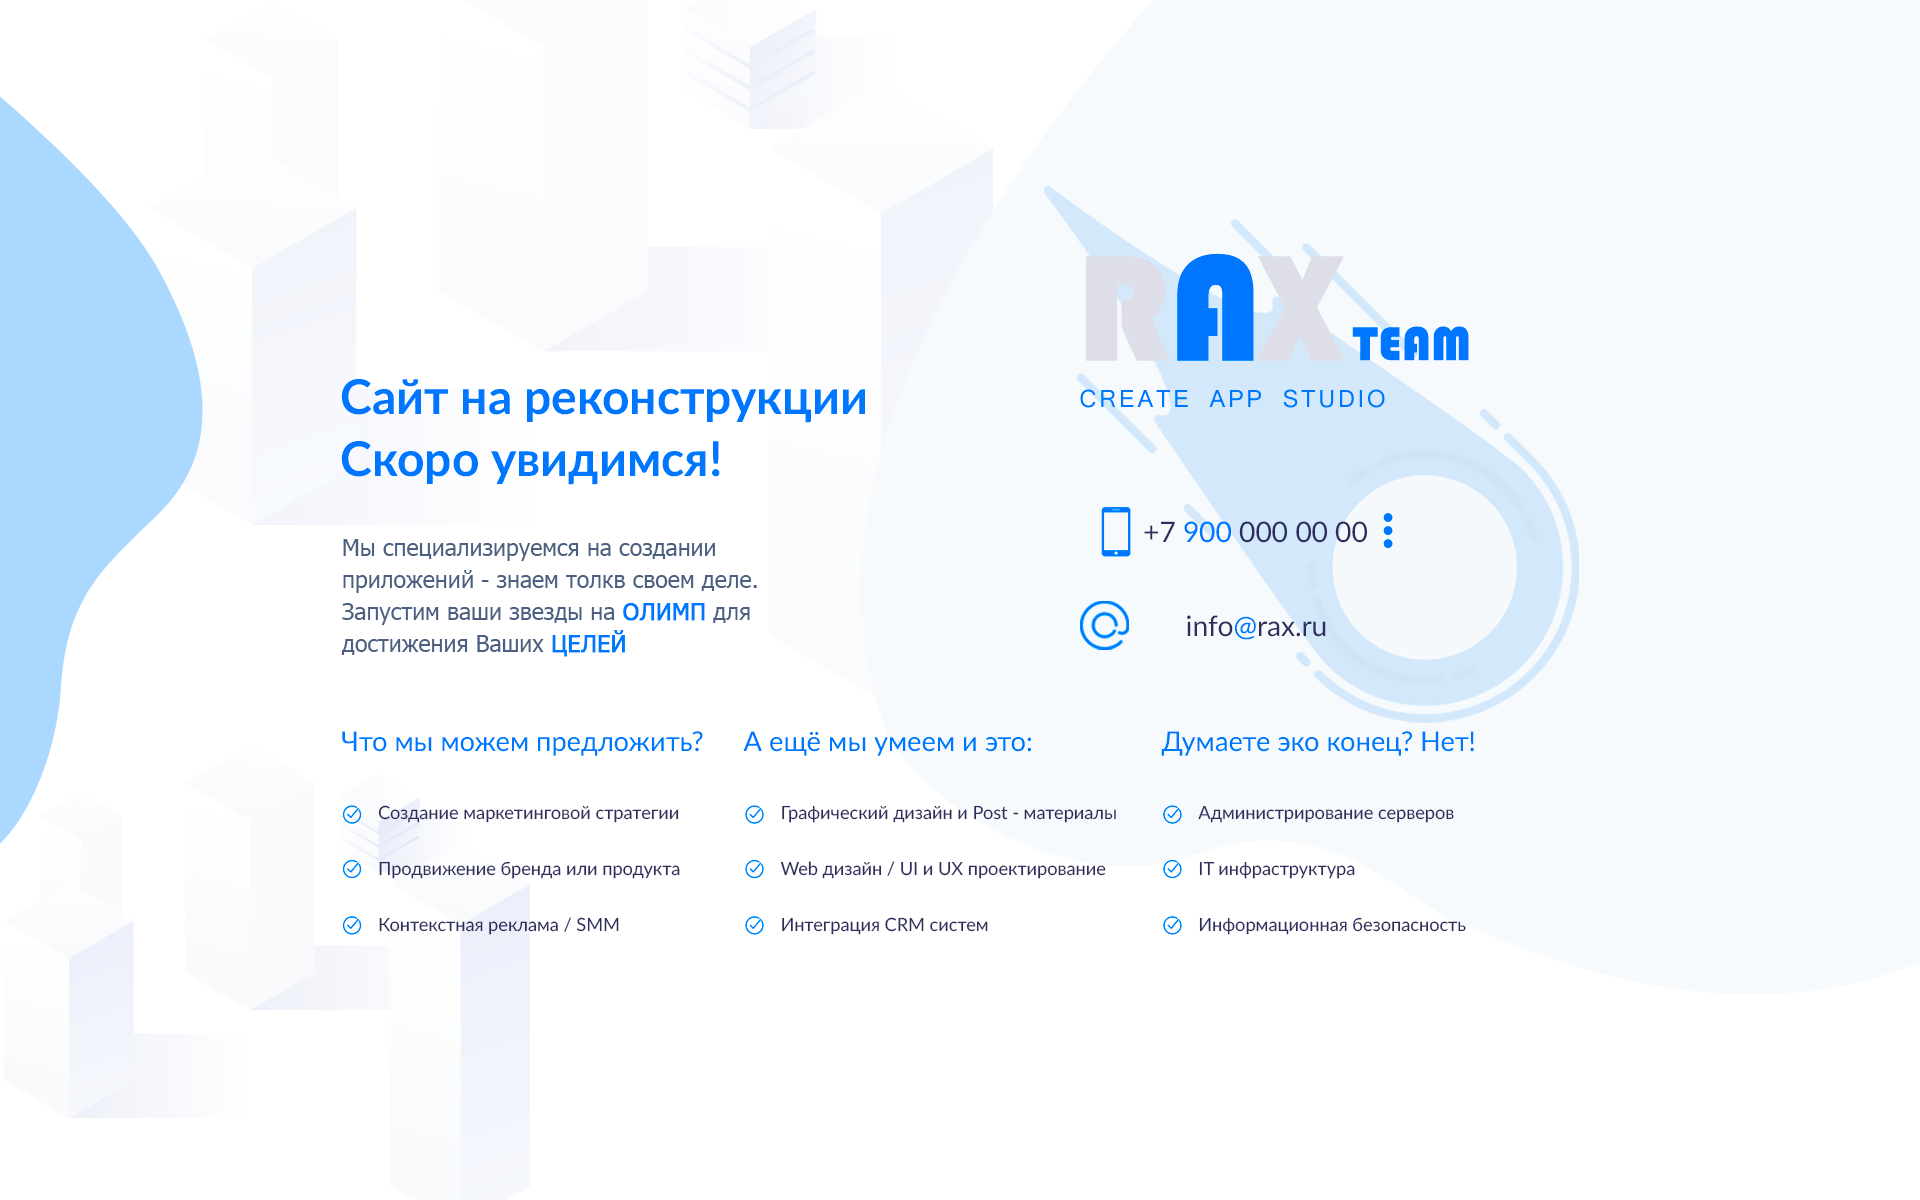 RAX TEAM
CREATE APP STUDIO
Сайт на реконструкции
Скоро увидимся!
Мы специализируемся на создании
приложений - знаем толкв своем деле.
Запустим ваши звезды на ОЛИМП для
достижения Ваших ЦЕЛЕЙ
+7 900 000 00 00
info@rax.ru
Что мы можем предложить?
Создание маркетинговой стратегии
Продвижение бренда или продукта
Контекстная реклама / SMM
А ещё мы умеем и это:
Графический дизайн и Post - материалы
Web дизайн / UI и UX проектирование
Интеграция CRM систем
Думаете эко конец? Нет!
Администрирование серверов
IT инфраструктура
Информационная безопасность